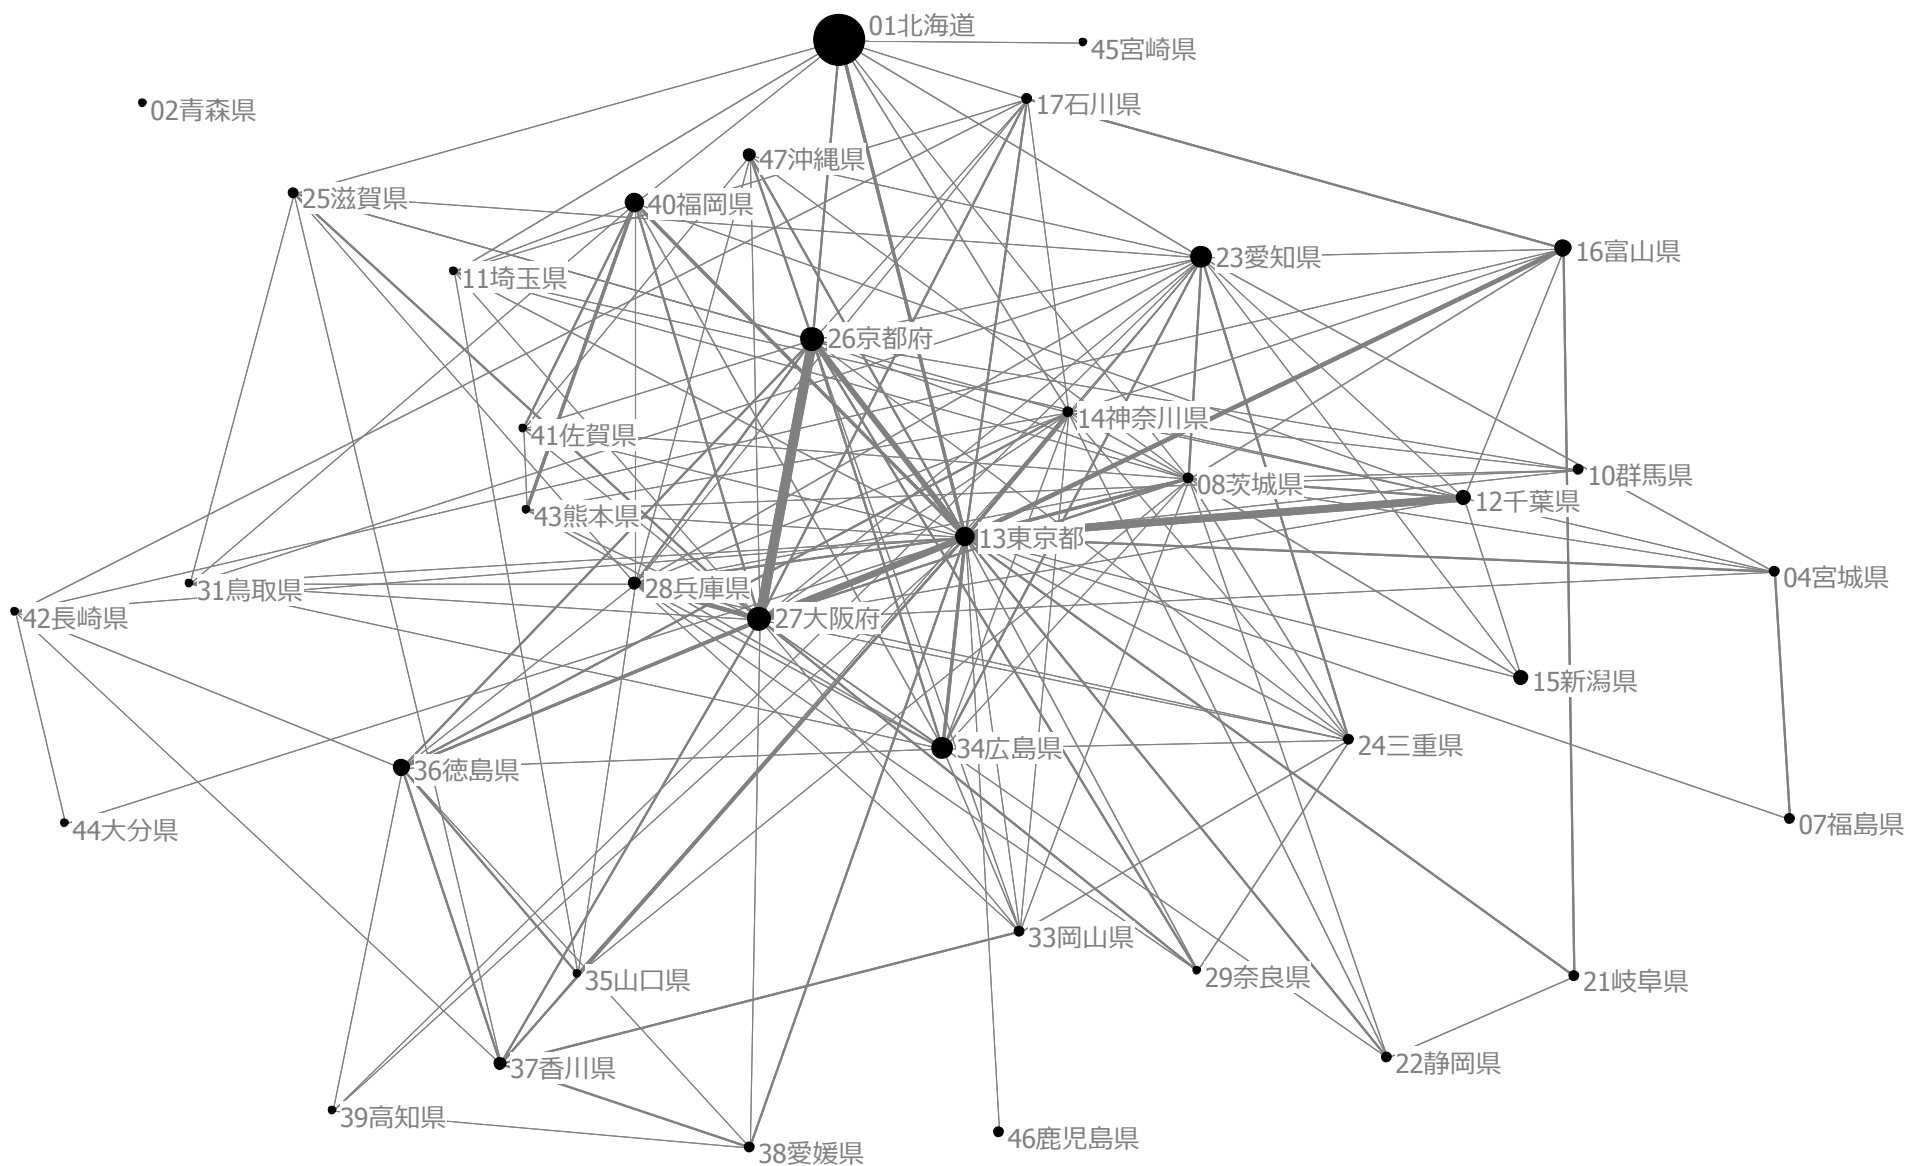 01北海道
45宮崎県
02青森県
17石川県
47沖縄県
25滋賀県
40福岡県
16富山県
23愛知県
11埼玉県
26京都府
14神奈川県
41佐賀県
10群馬県
08茨城県
12千葉県
43熊本県
13東京都
04宮城県
31鳥取県
28兵庫県
42長崎県
27大阪府
15新潟県
24三重県
34広島県
36徳島県
07福島県
44大分県
33岡山県
29奈良県
35山口県
21岐阜県
22静岡県
37香川県
39高知県
46鹿児島県
38愛媛県